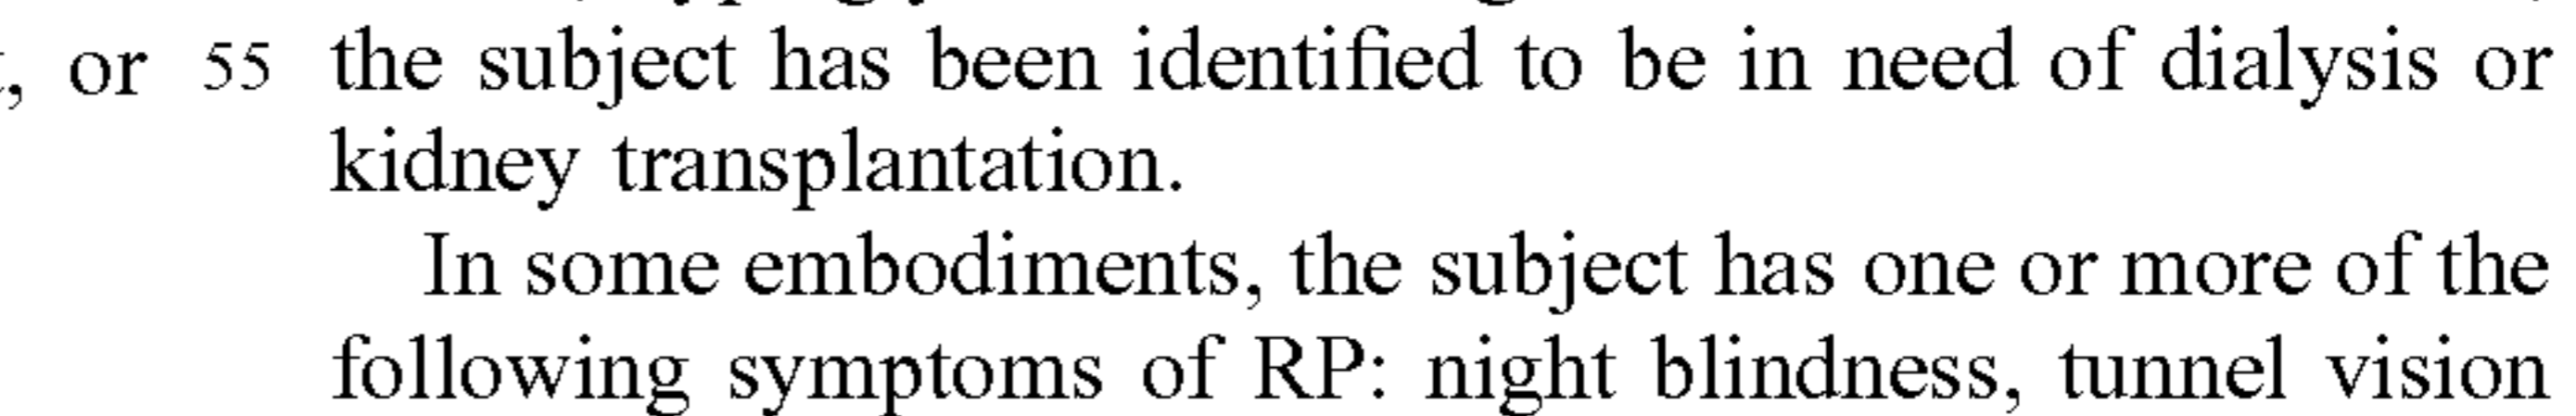 , or 55 the subject has been identified to be in need of dialysis or
kidney transplantation.
In some embodiments, the subject has one or more of the
following symptoms of RP: night blindness, tunnel vision